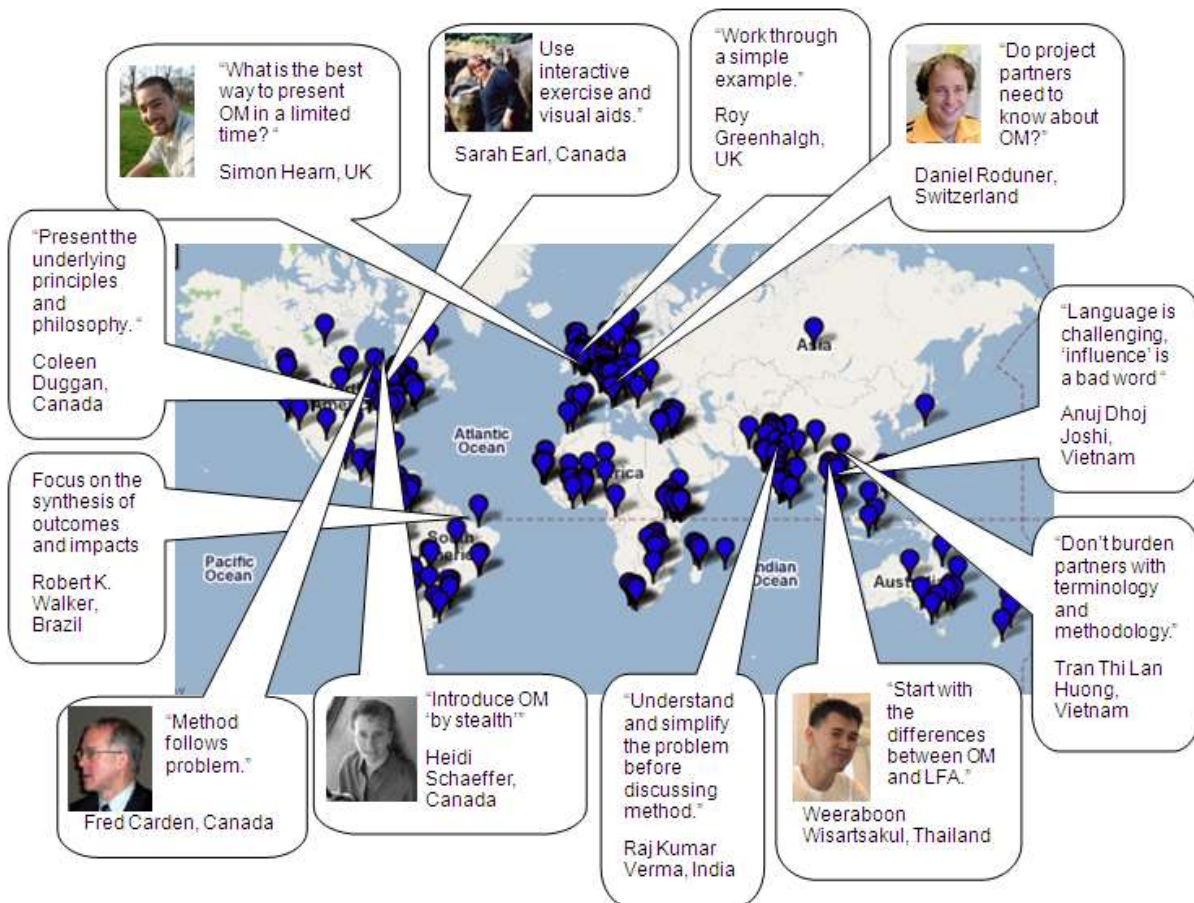 “What is the best
way to present
OM in a limited
time? “
Simon Hearn, UK
Use
interactive
exercise and
visual aids.”
Sarah Earl, Canada
“Work through
a simple
example.”
Roy
Greenhalgh,
UK
“Do project
partners
need to
know about
OM?”
Daniel Roduner,
Switzerland
“Present the
underlying
principles
and
philosophy. “
Coleen
Duggan,
Canada
“Language is
challenging,
‘influence’ is
a bad word “
Anuj Dhoj
Joshi,
Vietnam
Asia
Atlantic
Ocean
Focus on the
synthesis of
outcomes
and impacts
Robert K.
Walker,
Brazil
Pacific
Ocean
South
Ocean
“Don’t burden
partners with
terminology
and
methodology.”
Tran Thi Lan
Huong,
Vietnam
“Method
follows
problem.”
Fred Carden, Canada
“Introduce OM
‘by stealth’”
Heidi
Schaeffer,
Canada
“Understand
and simplify
the problem
before
discussing
method.”
Raj Kumar
Verma, India
“Start with
the
differences
between OM
and LFA.”
Weeraboon
Wisartsakul, Thailand